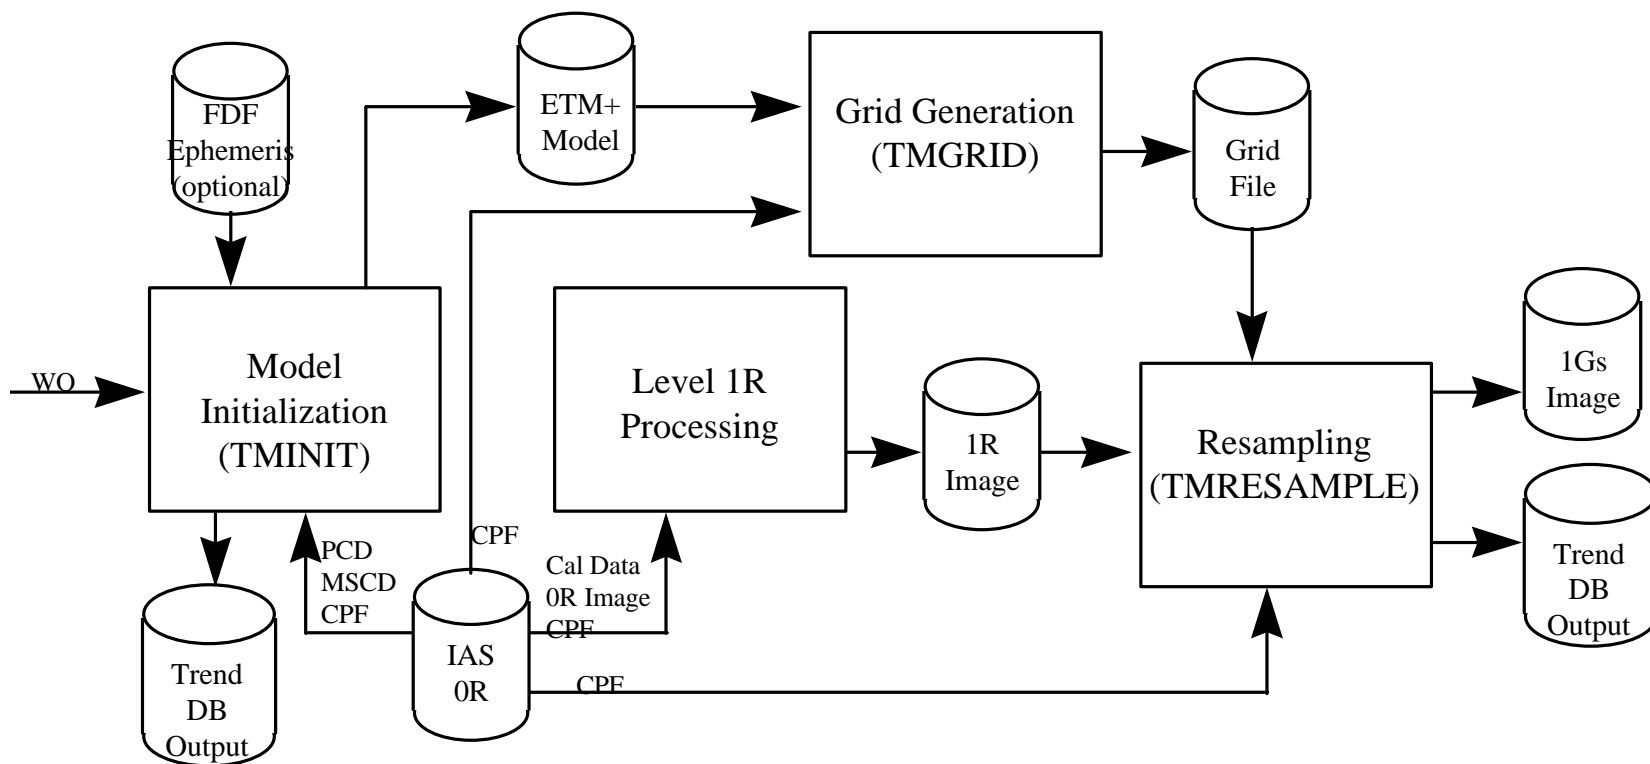 FDF
Ephemeris
(optional)
ETM+
Model
Grid Generation
(TMGRID)
Grid
File
WO
Model
Initialization
(TMINIT)
Level 1R
Processing
1R
Image
Resampling
(TMRESAMPLE)
1Gs
Image
Trend
DB
Output
PCD
MSCD
CPF
CPF
Cal Data
0R Image
CPF
IAS
0R
CPF
Trend
DB
Output